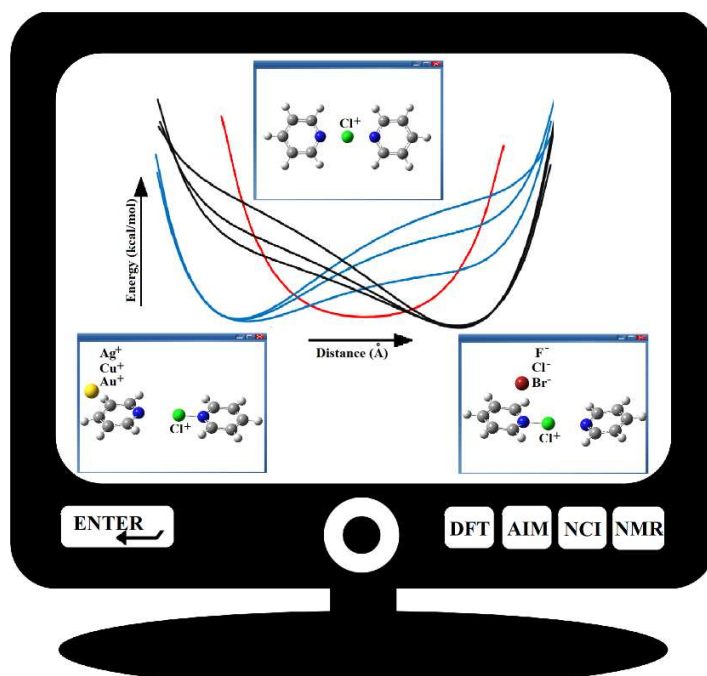 Cl+
Energy (kcal/mol)
Distance (Å)
Ag+
Cu+
Au+
Cl+
F-
Cl-
Br-
Cl+
ENTER
DFT
AIM
NCI
NMR